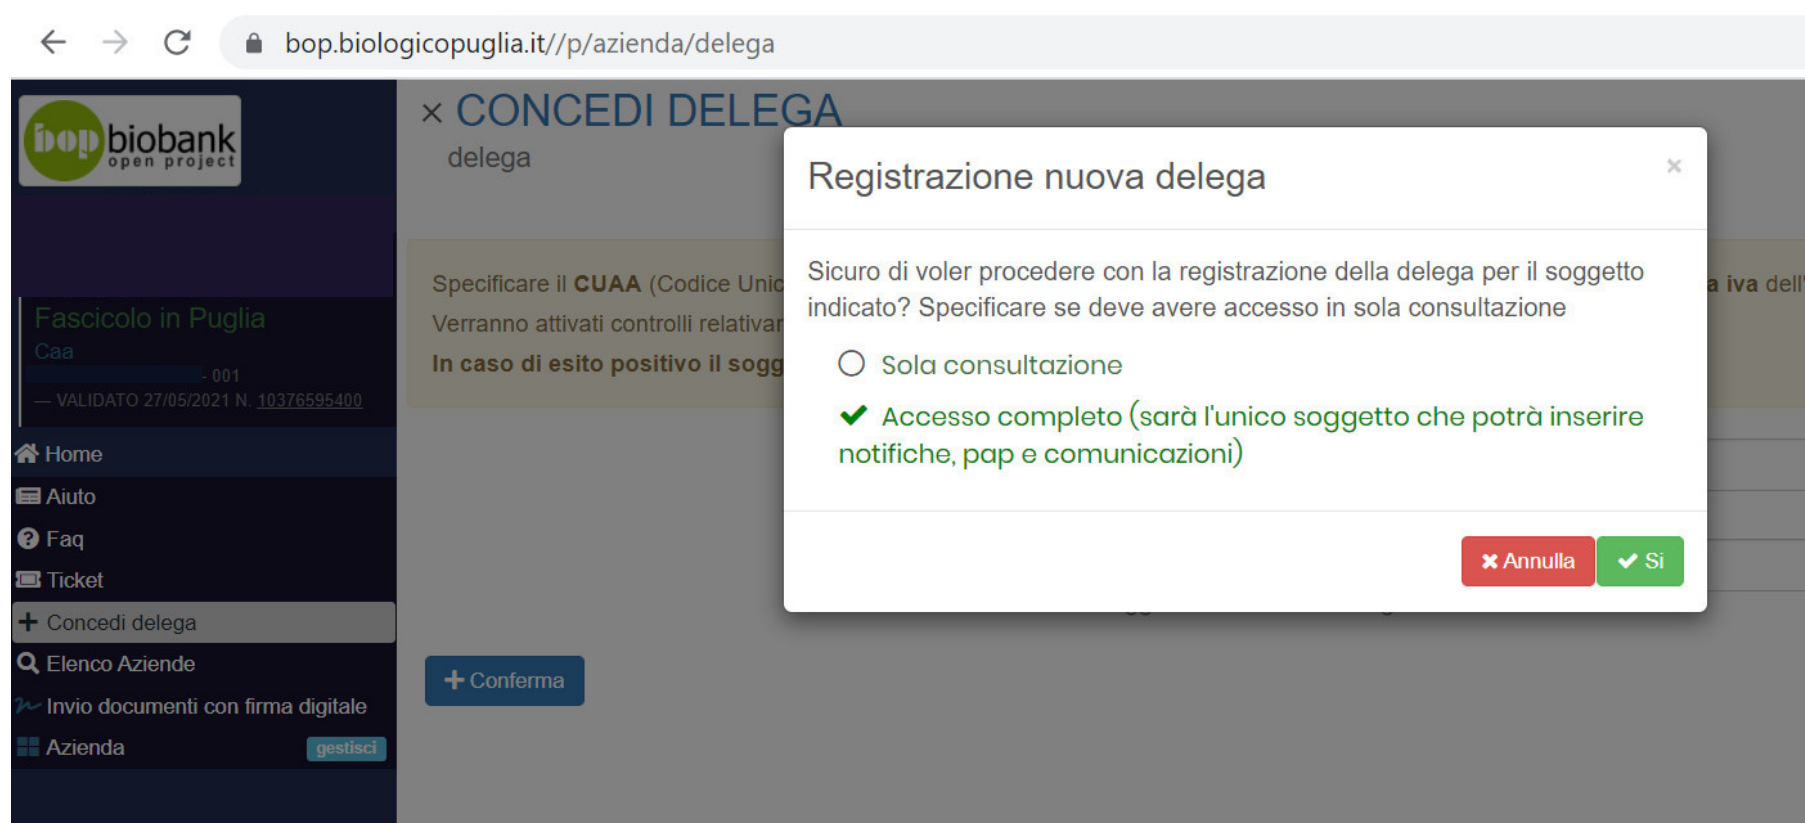 bop.biologicopuglia.it//p/azienda/delega
bop biobank
open project
× CONCEDI DELEGA
delega
Registrazione nuova delega ×
Sicuro di voler procedere con la registrazione della delega per il soggetto
indicato? Specificare se deve avere accesso in sola consultazione
Sola consultazione
Accesso completo (sarà l'unico soggetto che potrà inserire
notifiche, pap e comunicazioni)
Annulla
Si
Specificare il CUAA (Codice Unic
a iva dell'
Verranno attivati controlli
In caso di esito positivo il sogg
Fascicolo in Puglia
Caa
- 001
— VALIDATO 27/05/2021 N. 10376595400
Home
Aiuto
Faq
Ticket
Concedi delega
Elenco Aziende
Invio documenti con firma digitale
Azienda gestisci
Conferma